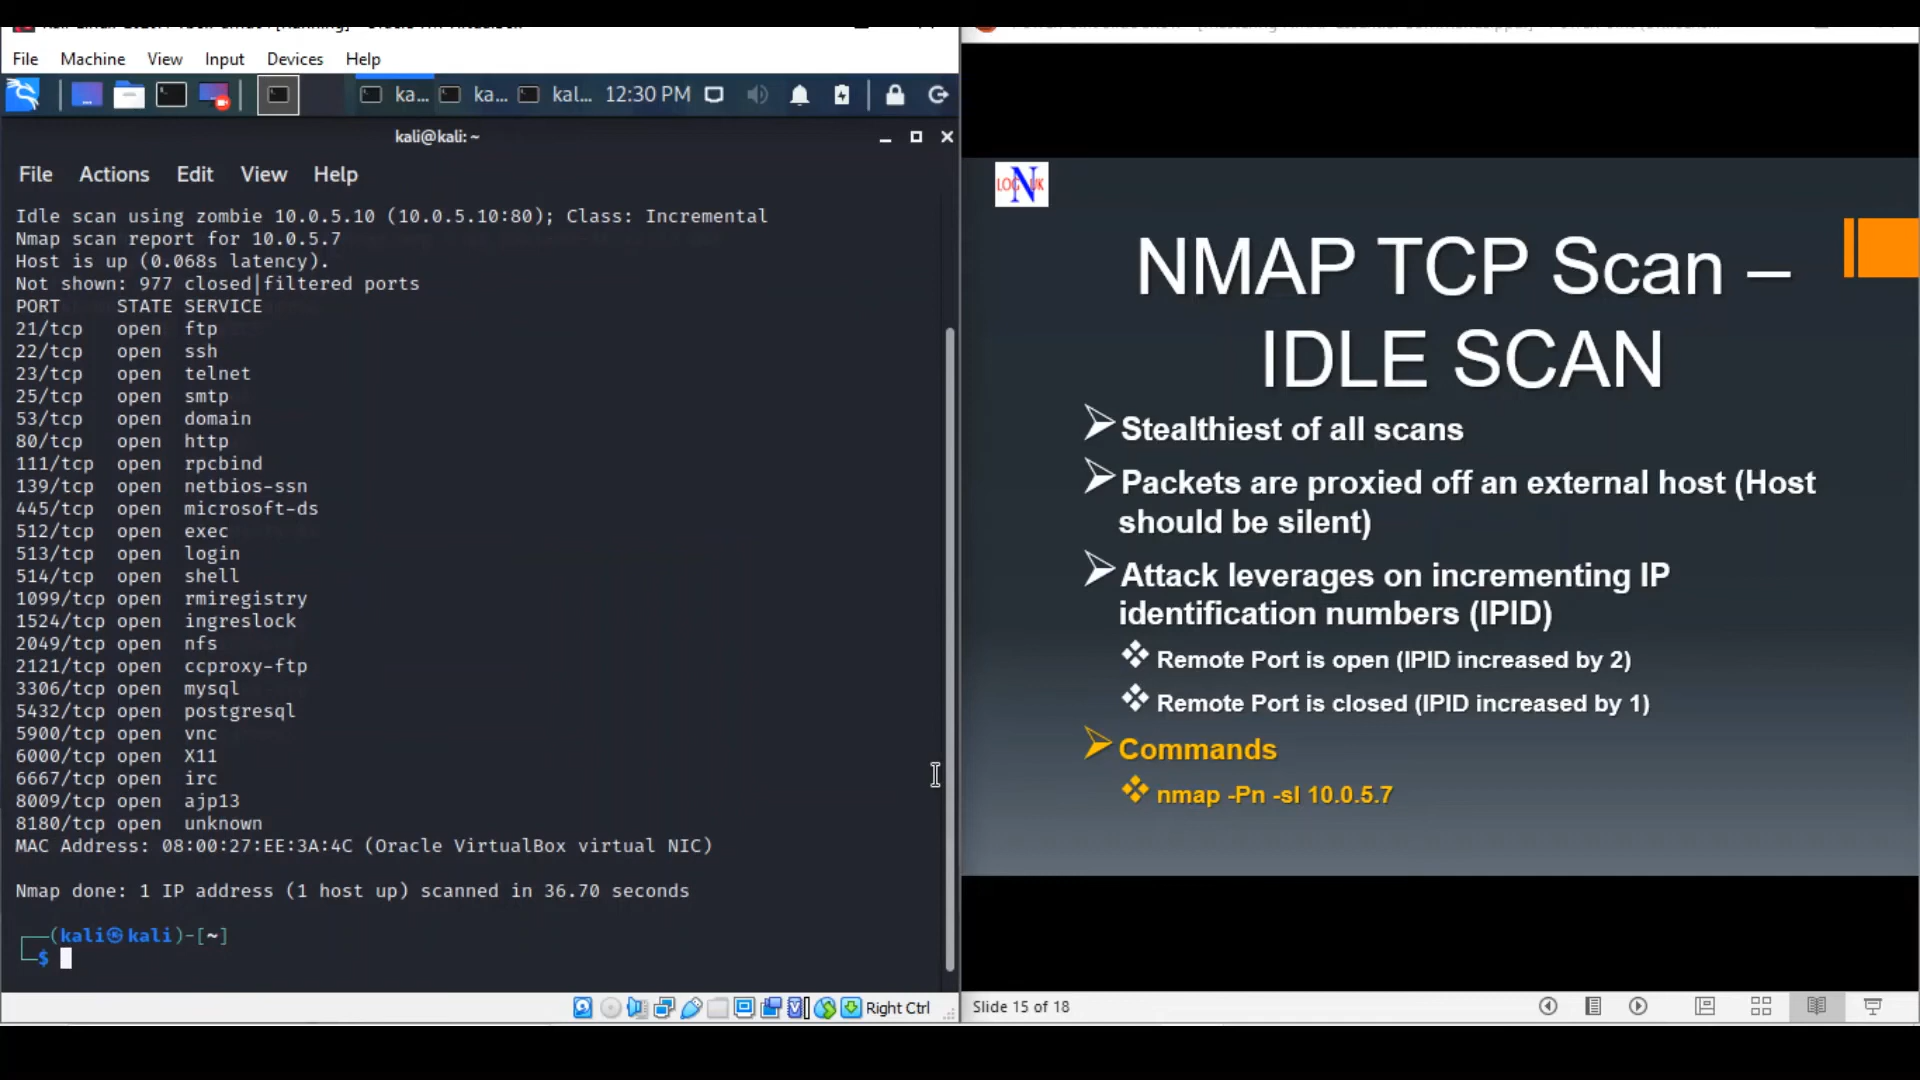 File Machine View Input Devices Help
ka... ka... kal... 12:30 PM
kali@kali: ~
File Actions Edit View Help
Idle scan using zombie 10.0.5.10 (10.0.5.10:80); Class: Incremental
Nmap scan report for 10.0.5.7
Host is up (0.068s latency).
Not shown: 977 closed|filtered ports
PORT STATE SERVICE
21/tcp open ftp
22/tcp open ssh
23/tcp open telnet
25/tcp open smtp
53/tcp open domain
80/tcp open http
111/tcp open rpcbind
139/tcp open netbios-ssn
445/tcp open microsoft-ds
512/tcp open exec
513/tcp open login
514/tcp open shell
1099/tcp open rmiregistry
1524/tcp open ingreslock
2049/tcp open nfs
2121/tcp open ccproxy-ftp
3306/tcp open mysql
5432/tcp open postgresql
5900/tcp open vnc
6000/tcp open X11
6667/tcp open irc
8009/tcp open ajp13
8180/tcp open unknown
MAC Address: 08:00:27:EE:3A:4C (Oracle VirtualBox virtual NIC)
Nmap done: 1 IP address (1 host up) scanned in 36.70 seconds
(kali㉿kali)-[~]
$
Right Ctrl
NMAP TCP Scan –
IDLE SCAN
Stealthiest of all scans
Packets are proxied off an external host (Host
should be silent)
Attack leverages on incrementing IP
identification numbers (IPID)
Remote Port is open (IPID increased by 2)
Remote Port is closed (IPID increased by 1)
Commands
nmap -Pn -sI 10.0.5.7
Slide 15 of 18